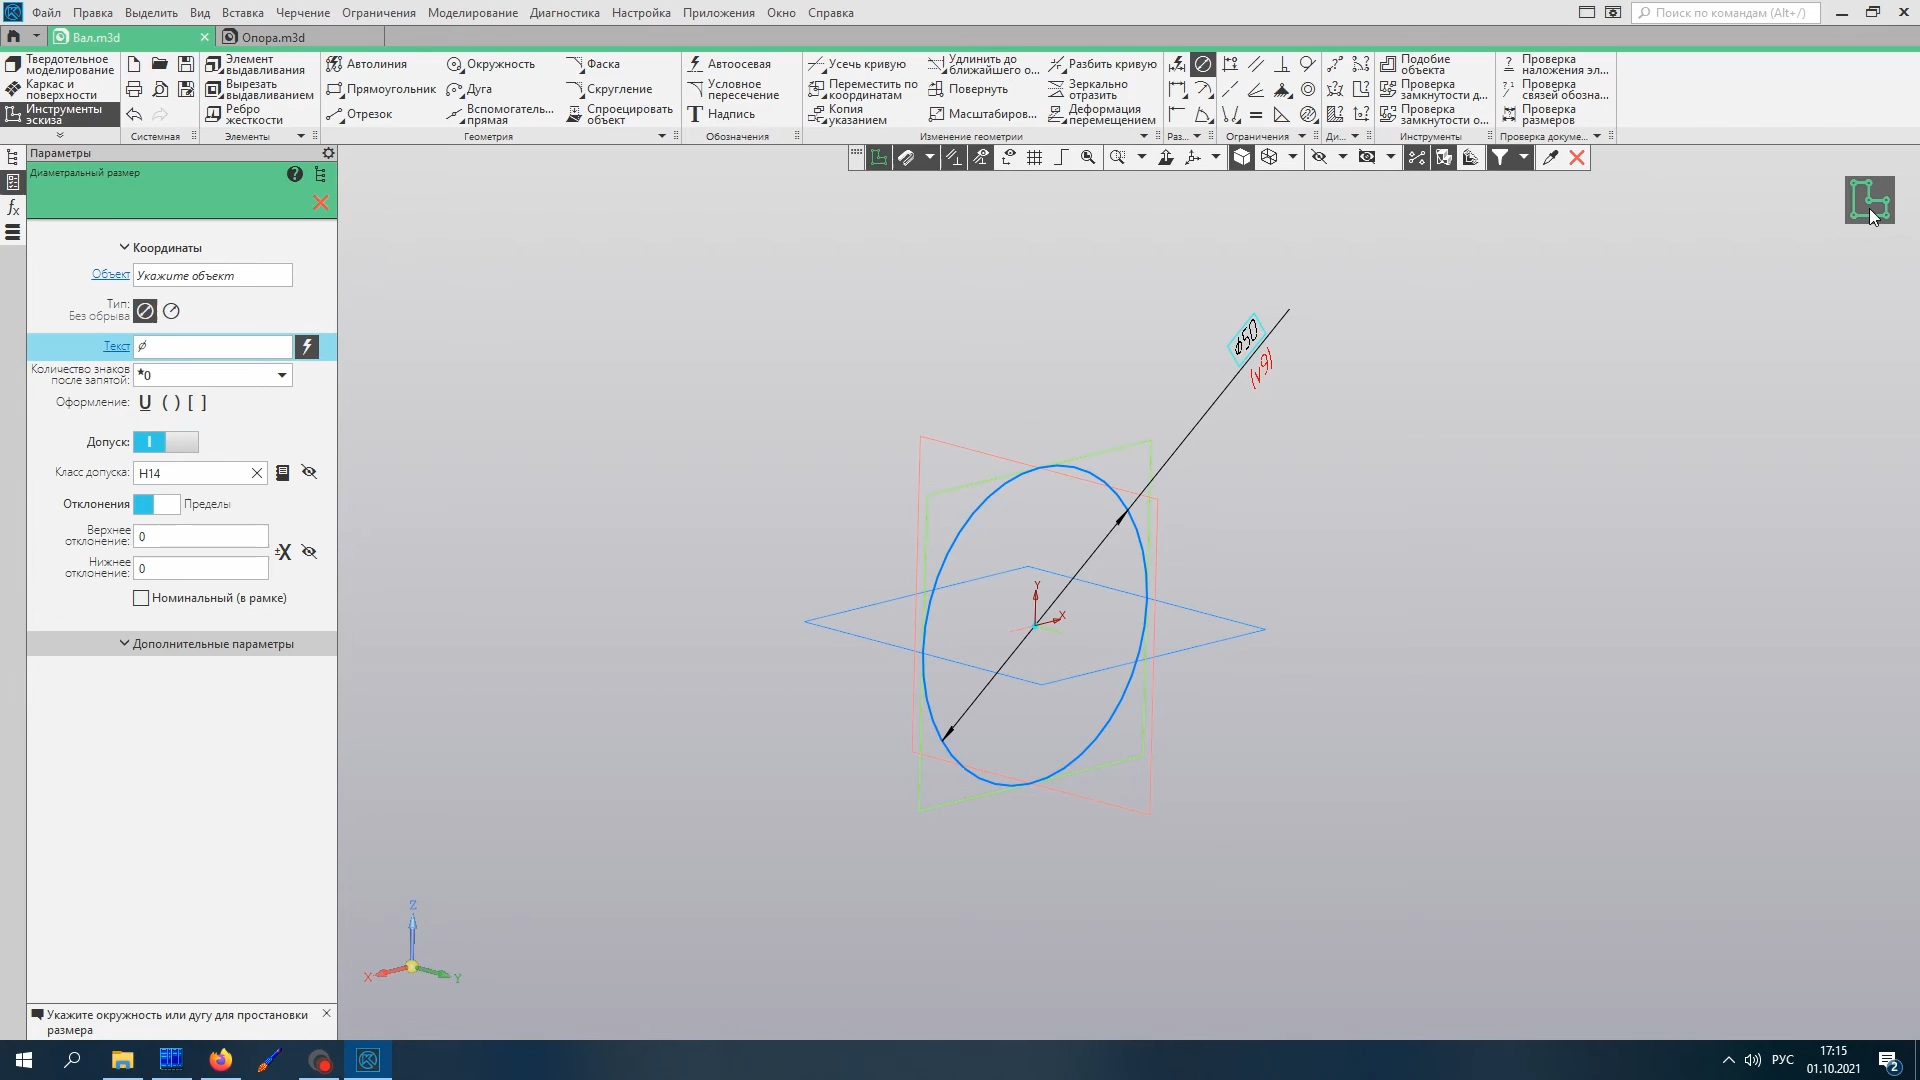 Файл Правка Выделить Вид Вставка Черчение Ограничения Моделирование Диагностика Настройка Приложения Окно Справка
Поиск по командам (Alt+/)
Вал.m3d
Опора.m3d
Твердотельное моделирование
Каркас и поверхности
Инструменты эскиза
Системная
Элемент выдавливания
Вырезать выдавливанием
Ребро жесткости
Элементы
Автолиния
Прямоугольник
Отрезок
Окружность
Дуга
Вспомогатель... прямая
Фаска
Скругление
Спроецировать объект
Геометрия
Автоосевая
Условное пересечение
Надпись
Обозначения
Усечь кривую
Переместить по координатам
Копия указанием
Удлинить до ближайшего о...
Повернуть
Масштабиров...
Разбить кривую
Зеркально отразить
Деформация перемещением
Изменение геометрии
Раз...
Ограничения
Ди...
Подобие объекта
Проверка замкнутости д...
Проверка замкнутости о...
Инструменты
Проверка наложения эл...
Проверка связей обозна...
Проверка размеров
Проверка докуме...
Параметры
Диаметральный размер
Координаты
Объект Укажите объект
Тип:
Без обрыва
Текст ⌀
Количество знаков
после запятой: *0
Оформление: U ( ) [ ]
Допуск: I
Класс допуска: H14
Отклонения Пределы
Верхнее
отклонение: 0
±X
Нижнее
отклонение: 0
Номинальный (в рамке)
Дополнительные параметры
⌀50
(v9)
Y
X
Z
X
Y
Укажите окружность или дугу для простановки
размера
РУС
17:15
01.10.2021
2